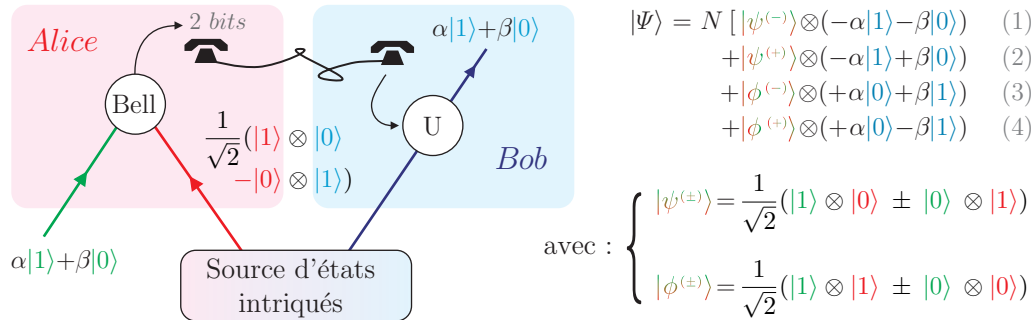 Alice
2 bits
α|1⟩+β|0⟩
Bell
U
Bob
1/√2(|1⟩ ⊗ |0⟩
−|0⟩ ⊗ |1⟩)
α|1⟩+β|0⟩
Source d'états
intriqués
|Ψ⟩ = N [|ψ⁽⁻⁾⟩⊗(−α|1⟩−β|0⟩) (1)
+|ψ⁽⁺⁾⟩⊗(−α|1⟩+β|0⟩) (2)
+|ϕ⁽⁻⁾⟩⊗(+α|0⟩+β|1⟩) (3)
+|ϕ⁽⁺⁾⟩⊗(+α|0⟩−β|1⟩) (4)
avec :
|ψ⁽±⁾⟩ = 1/√2(|1⟩ ⊗ |0⟩ ± |0⟩ ⊗ |1⟩)
|ϕ⁽±⁾⟩ = 1/√2(|1⟩ ⊗ |1⟩ ± |0⟩ ⊗ |0⟩)